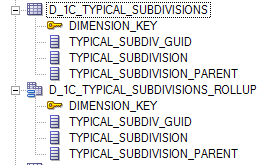 D_1C_TYPICAL_SUBDIVISIONS
DIMENSION_KEY
TYPICAL_SUBDIV_GUID
TYPICAL_SUBDIVISION
TYPICAL_SUBDIVISION_PARENT
D_1C_TYPICAL_SUBDIVISIONS_ROLLUP
DIMENSION_KEY
TYPICAL_SUBDIV_GUID
TYPICAL_SUBDIVISION
TYPICAL_SUBDIVISION_PARENT